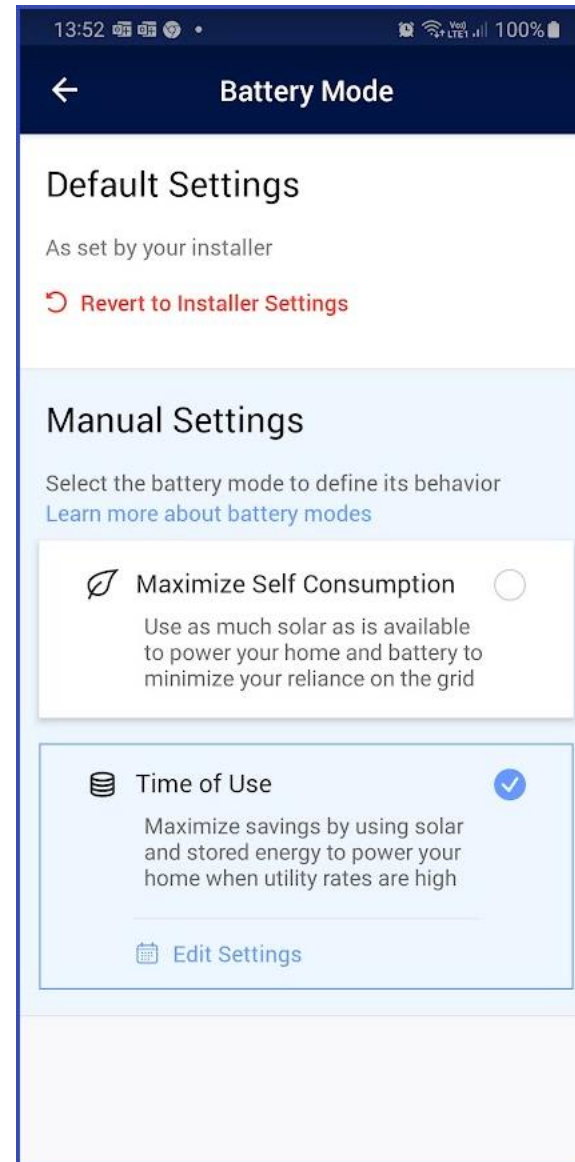 13:52
Vo)) LTE1 100%
Battery Mode
Default Settings
As set by your installer
Revert to Installer Settings
Manual Settings
Select the battery mode to define its behavior
Learn more about battery modes
Maximize Self Consumption
Use as much solar as is available
to power your home and battery to
minimize your reliance on the grid
Time of Use
Maximize savings by using solar
and stored energy to power your
home when utility rates are high
Edit Settings